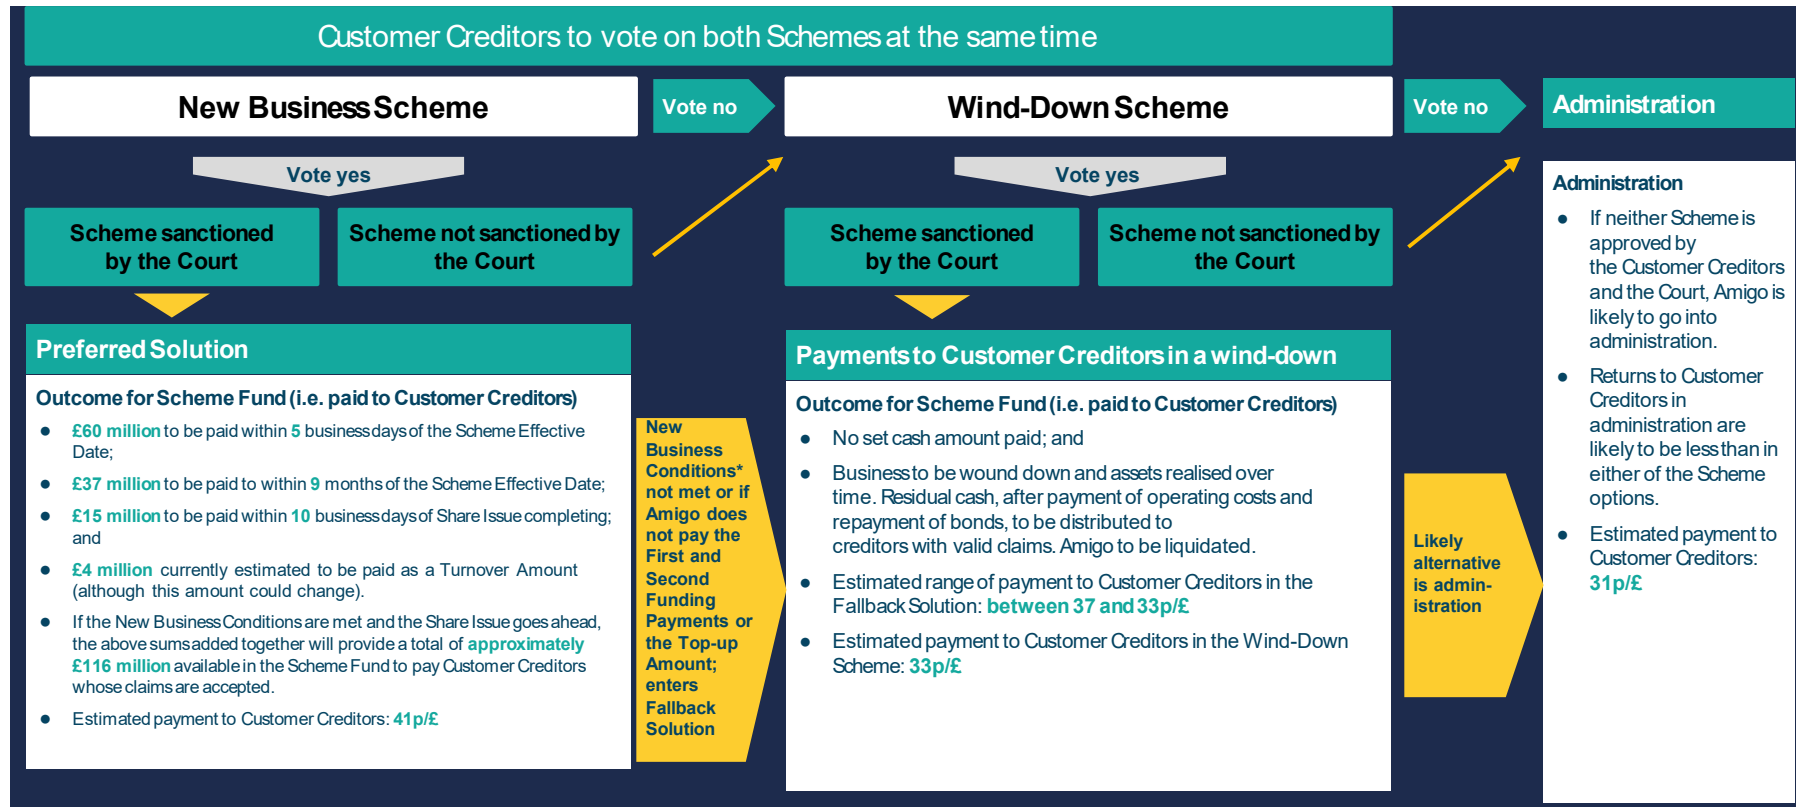 Customer Creditors to vote on both Schemes at the same time
New Business Scheme
Vote no
Wind-Down Scheme
Vote no
Administration
Vote yes
Scheme sanctioned
by the Court
Scheme not sanctioned by
the Court
Vote yes
Scheme sanctioned
by the Court
Scheme not sanctioned by
the Court
Preferred Solution
Outcome for Scheme Fund (i.e. paid to Customer Creditors)
● £60 million to be paid within 5 business days of the Scheme Effective
Date;
● £37 million to be paid to within 9 months of the Scheme Effective Date;
● £15 million to be paid within 10 business days of Share Issue completing;
and
● £4 million currently estimated to be paid as a Turnover Amount
(although this amount could change).
● If the New Business Conditions are met and the Share Issue goes ahead,
the above sums added together will provide a total of approximately
£116 million available in the Scheme Fund to pay Customer Creditors
whose claims are accepted.
● Estimated payment to Customer Creditors: 41p/£
New
Business
Conditions*
not met or if
Amigo does
not pay the
First and
Second
Funding
Payments or
the Top-up
Amount;
enters
Fallback
Solution
Payments to Customer Creditors in a wind-down
Outcome for Scheme Fund (i.e. paid to Customer Creditors)
● No set cash amount paid; and
● Business to be wound down and assets realised over
time. Residual cash, after payment of operating costs and
repayment of bonds, to be distributed to
creditors with valid claims. Amigo to be liquidated.
● Estimated range of payment to Customer Creditors in the
Fallback Solution: between 37 and 33p/£
● Estimated payment to Customer Creditors in the Wind-Down
Scheme: 33p/£
Likely
alternative
is admin-
istration
Administration
● If neither Scheme is
approved by
the Customer Creditors
and the Court, Amigo is
likely to go into
administration.
● Returns to Customer
Creditors in
administration are
likely to be less than in
either of the Scheme
options.
● Estimated payment to
Customer Creditors:
31p/£